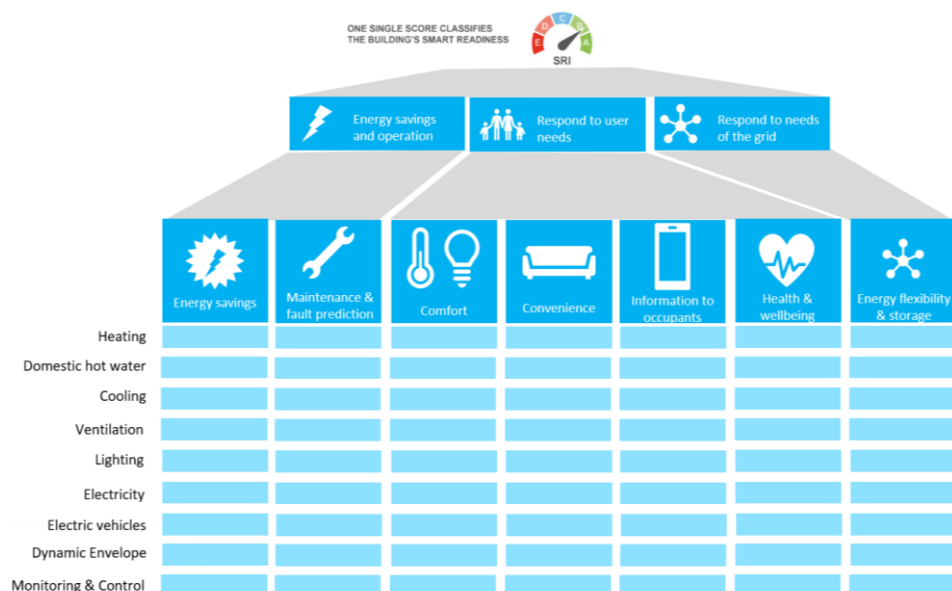 ONE SINGLE SCORE CLASSIFIES
THE BUILDING'S SMART READINESS
E D C B A
SRI
Energy savings
and operation
Respond to user
needs
Respond to needs
of the grid
Energy savings
Maintenance &
fault prediction
Comfort
Convenience
Information to
occupants
Health &
wellbeing
Energy flexibility
& storage
Heating
Domestic hot water
Cooling
Ventilation
Lighting
Electricity
Electric vehicles
Dynamic Envelope
Monitoring & Control